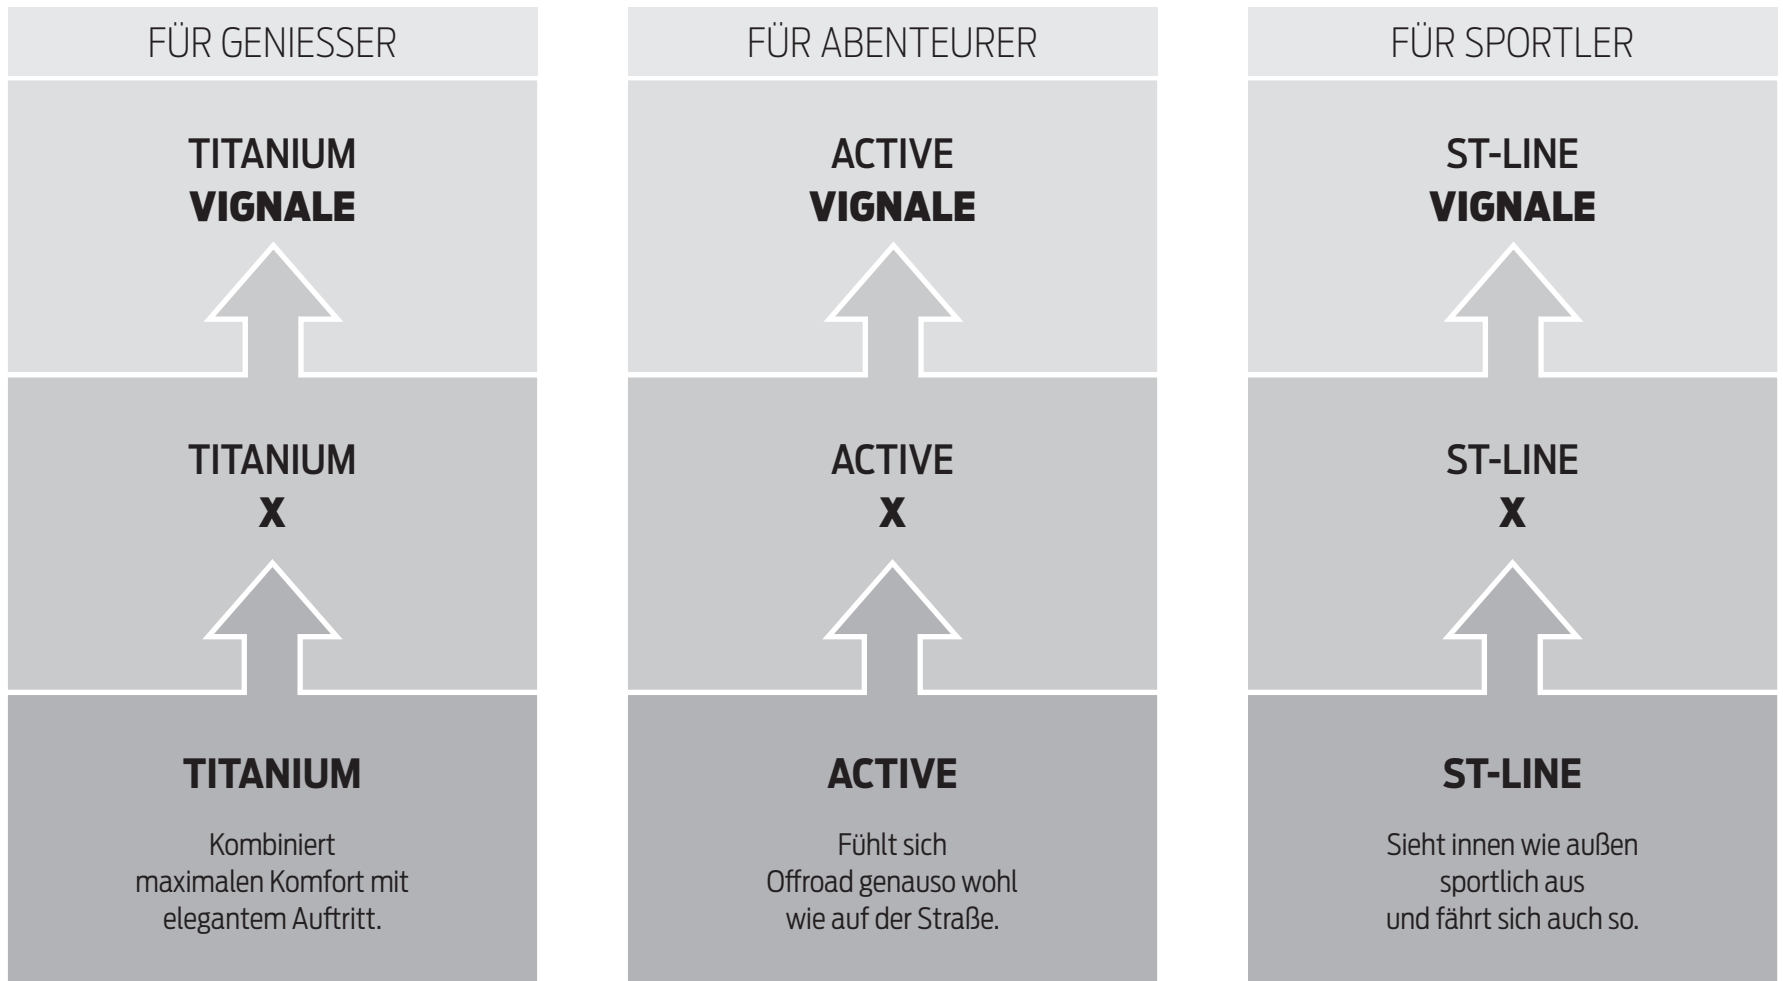 FÜR GENIESSER
TITANIUM
VIGNALE
TITANIUM
X
TITANIUM
Kombiniert
maximalen Komfort mit
elegantem Auftritt.
FÜR ABENTEURER
ACTIVE
VIGNALE
ACTIVE
X
ACTIVE
Fühlt sich
Offroad genauso wohl
wie auf der Straße.
FÜR SPORTLER
ST-LINE
VIGNALE
ST-LINE
X
ST-LINE
Sieht innen wie außen
sportlich aus
und fährt sich auch so.